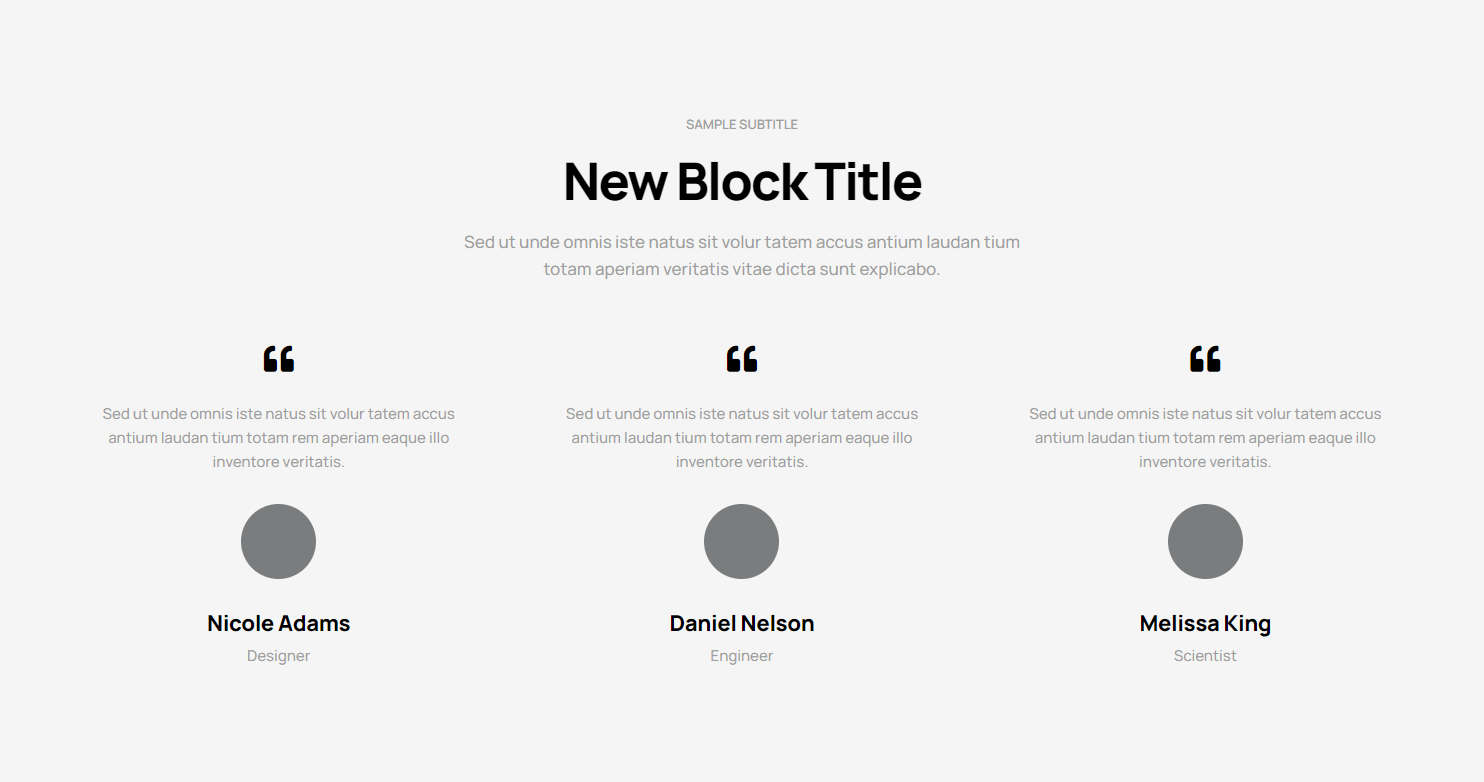 SAMPLE SUBTITLE
New Block Title
Sed ut unde omnis iste natus sit volur tatem accus antium laudan tium
totam aperiam veritatis vitae dicta sunt explicabo.
Sed ut unde omnis iste natus sit volur tatem accus
antium laudan tium totam rem aperiam eaque illo
inventore veritatis.
Nicole Adams
Designer
Sed ut unde omnis iste natus sit volur tatem accus
antium laudan tium totam rem aperiam eaque illo
inventore veritatis.
Daniel Nelson
Engineer
Sed ut unde omnis iste natus sit volur tatem accus
antium laudan tium totam rem aperiam eaque illo
inventore veritatis.
Melissa King
Scientist